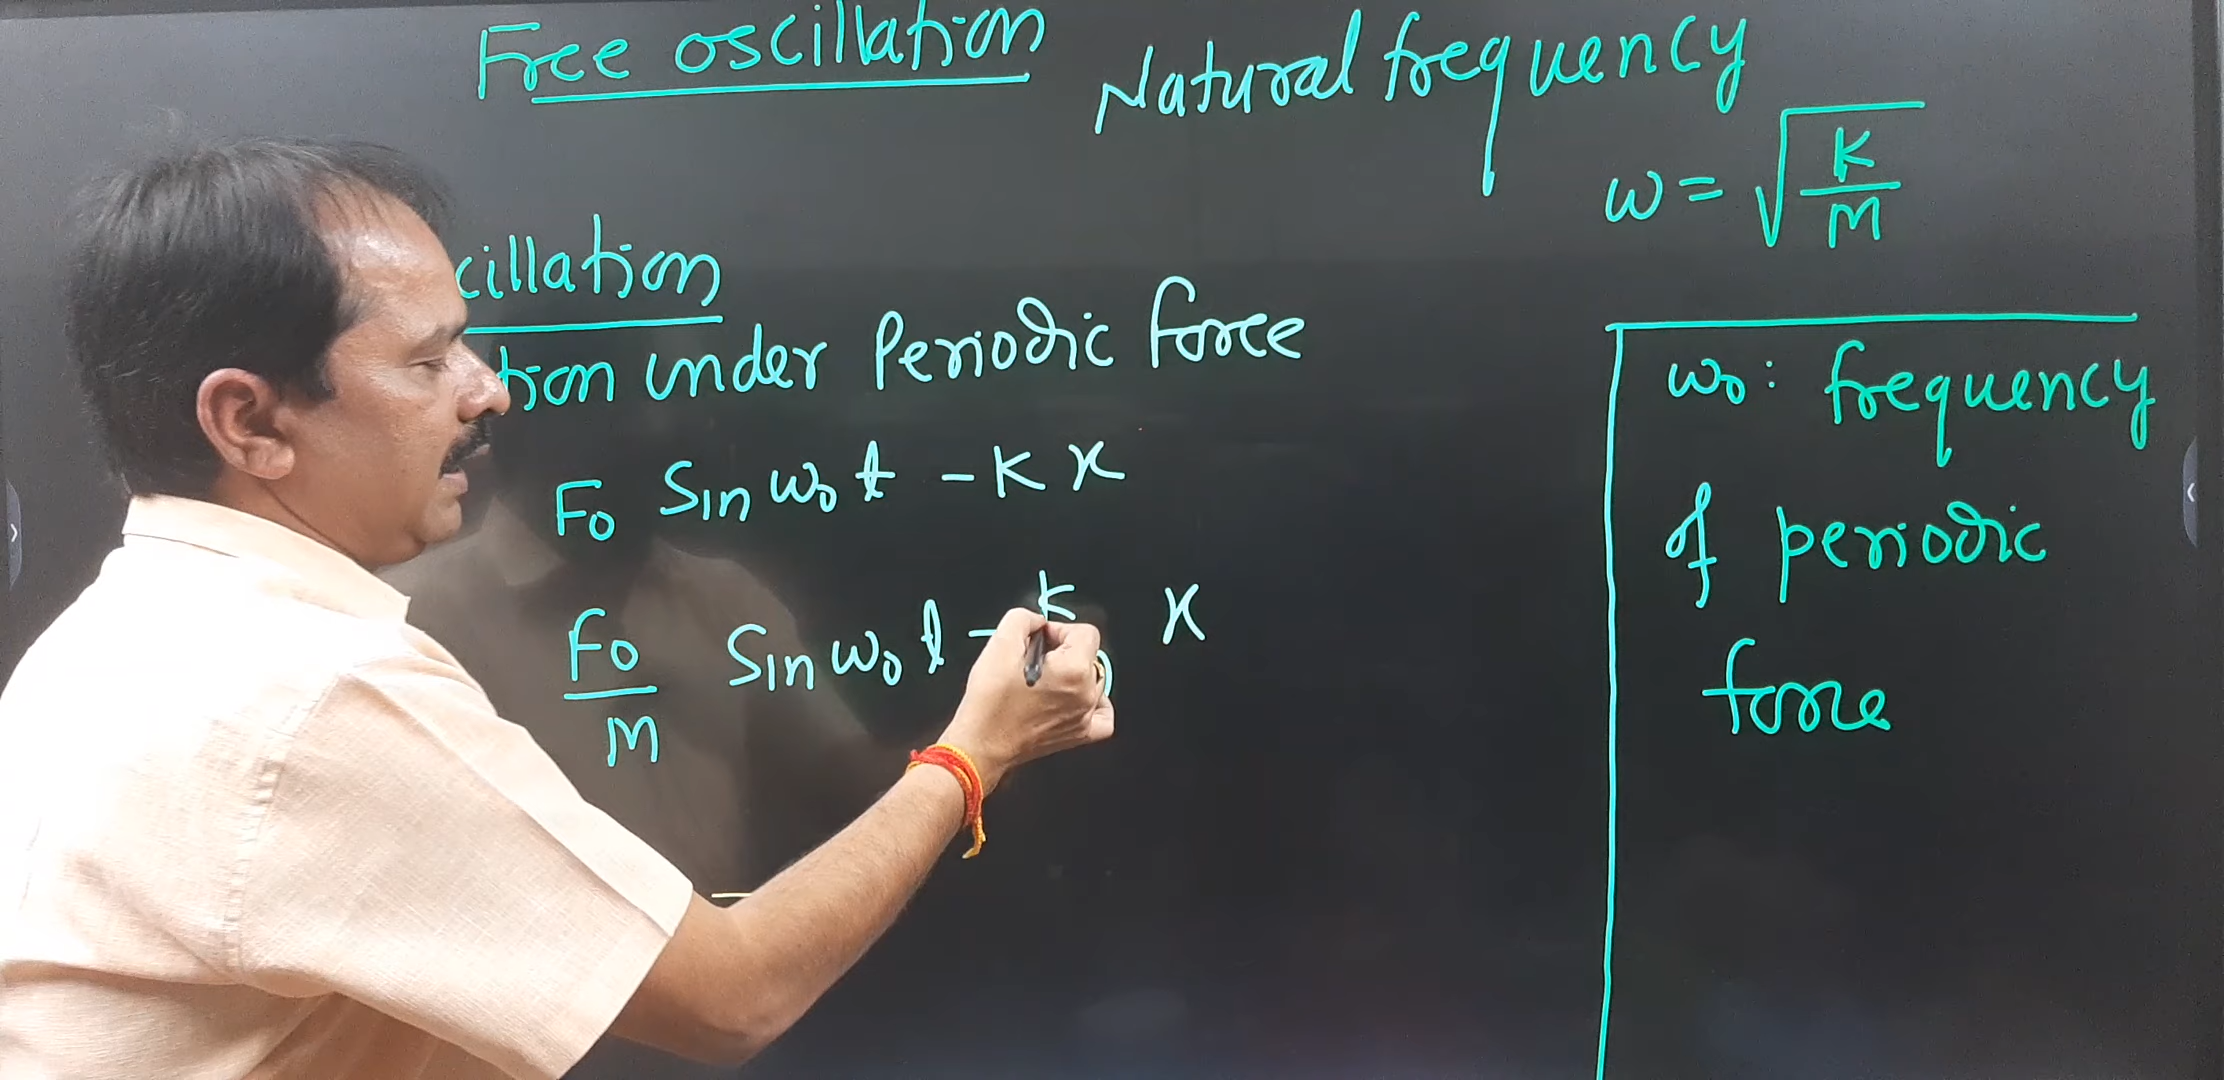 Free oscillation
Natural frequency
ω = √K/M
cillation
tion under Periodic force
F0 Sin ω0 t - K x
F0/M Sin ω0 t - K x
ω0 : frequency
of periodic
force